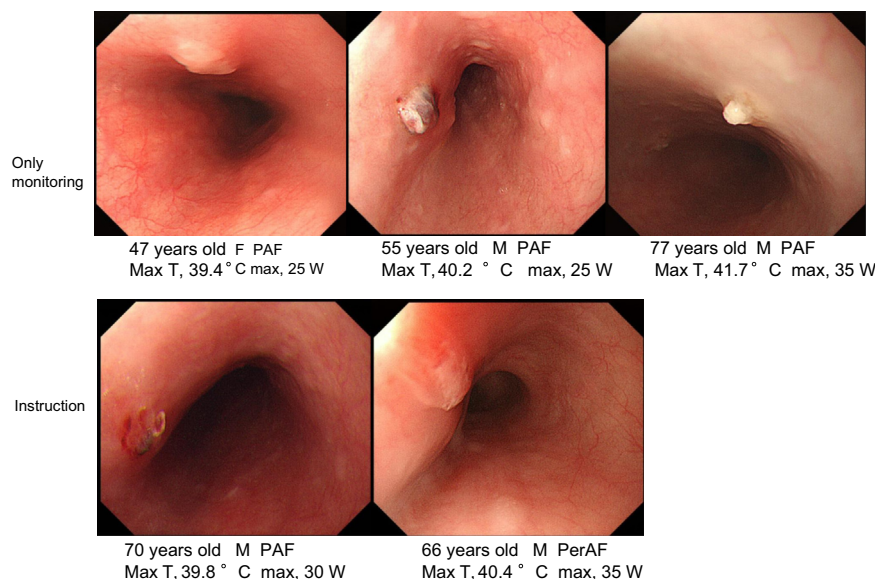 Only
monitoring
47 years old F PAF
Max T, 39.4° C max, 25 W
55 years old M PAF
Max T, 40.2 ° C max, 25 W
77 years old M PAF
Max T, 41.7° C max, 35 W
Instruction
70 years old M PAF
Max T, 39.8 ° C max, 30 W
66 years old M PerAF
Max T, 40.4° C max, 35 W